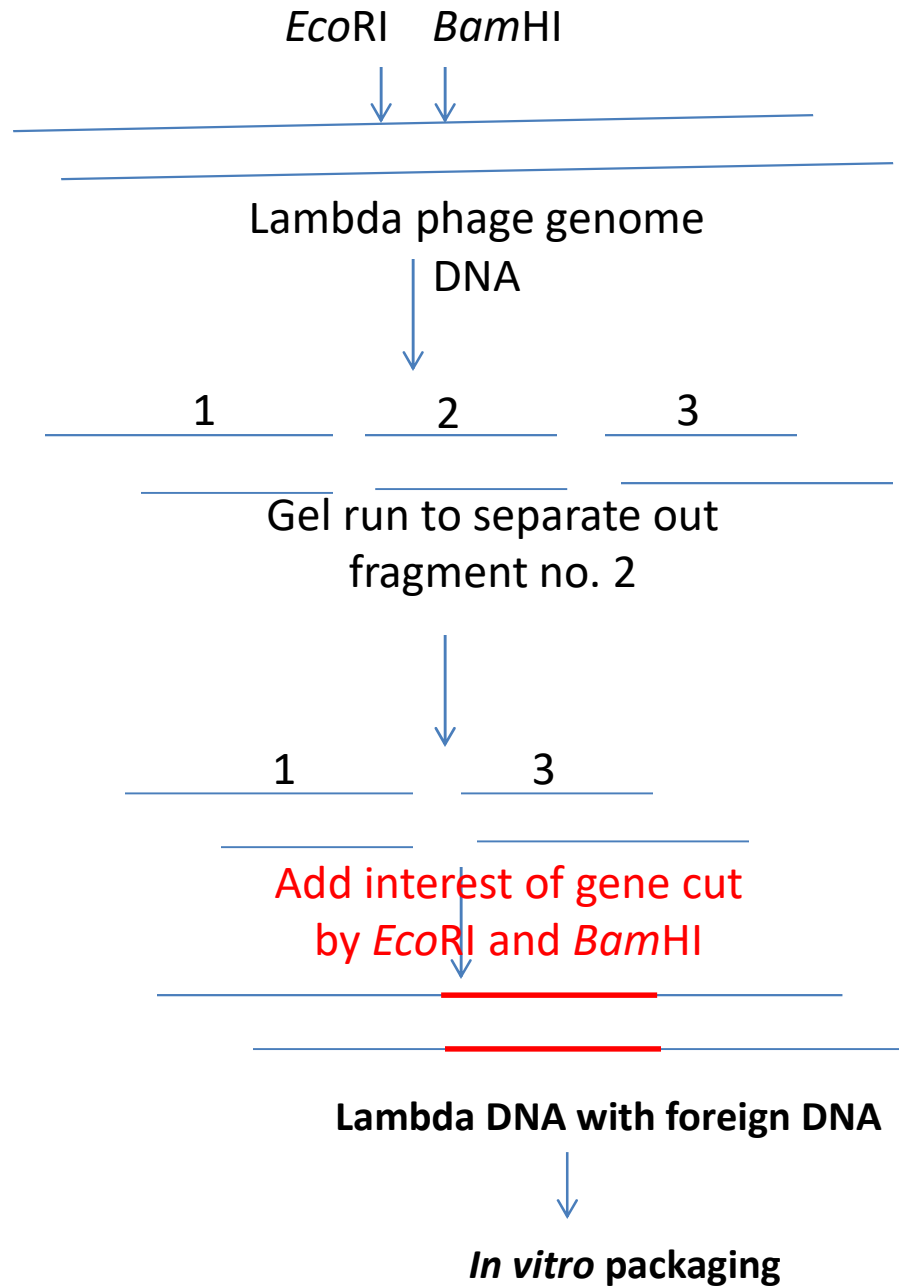 EcoRI BamHI
Lambda phage genome
DNA
1 2 3
Gel run to separate out
fragment no. 2
1 3
Add interest of gene cut
by EcoRI and BamHI
Lambda DNA with foreign DNA
In vitro packaging